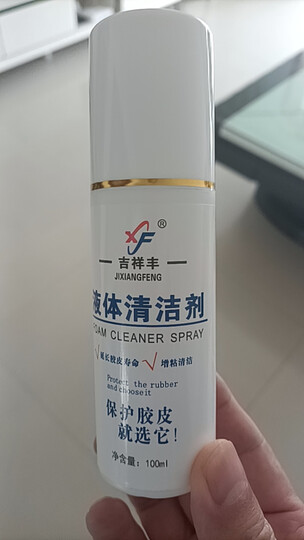 XF®
吉祥丰
JIXIANGFENG
液体清洁剂
FOAM CLEANER SPRAY
√ 延长胶皮寿命 √ 增粘清洁
Protect the rubber
and choose it
保护胶皮
就选它!
净含量: 100ml